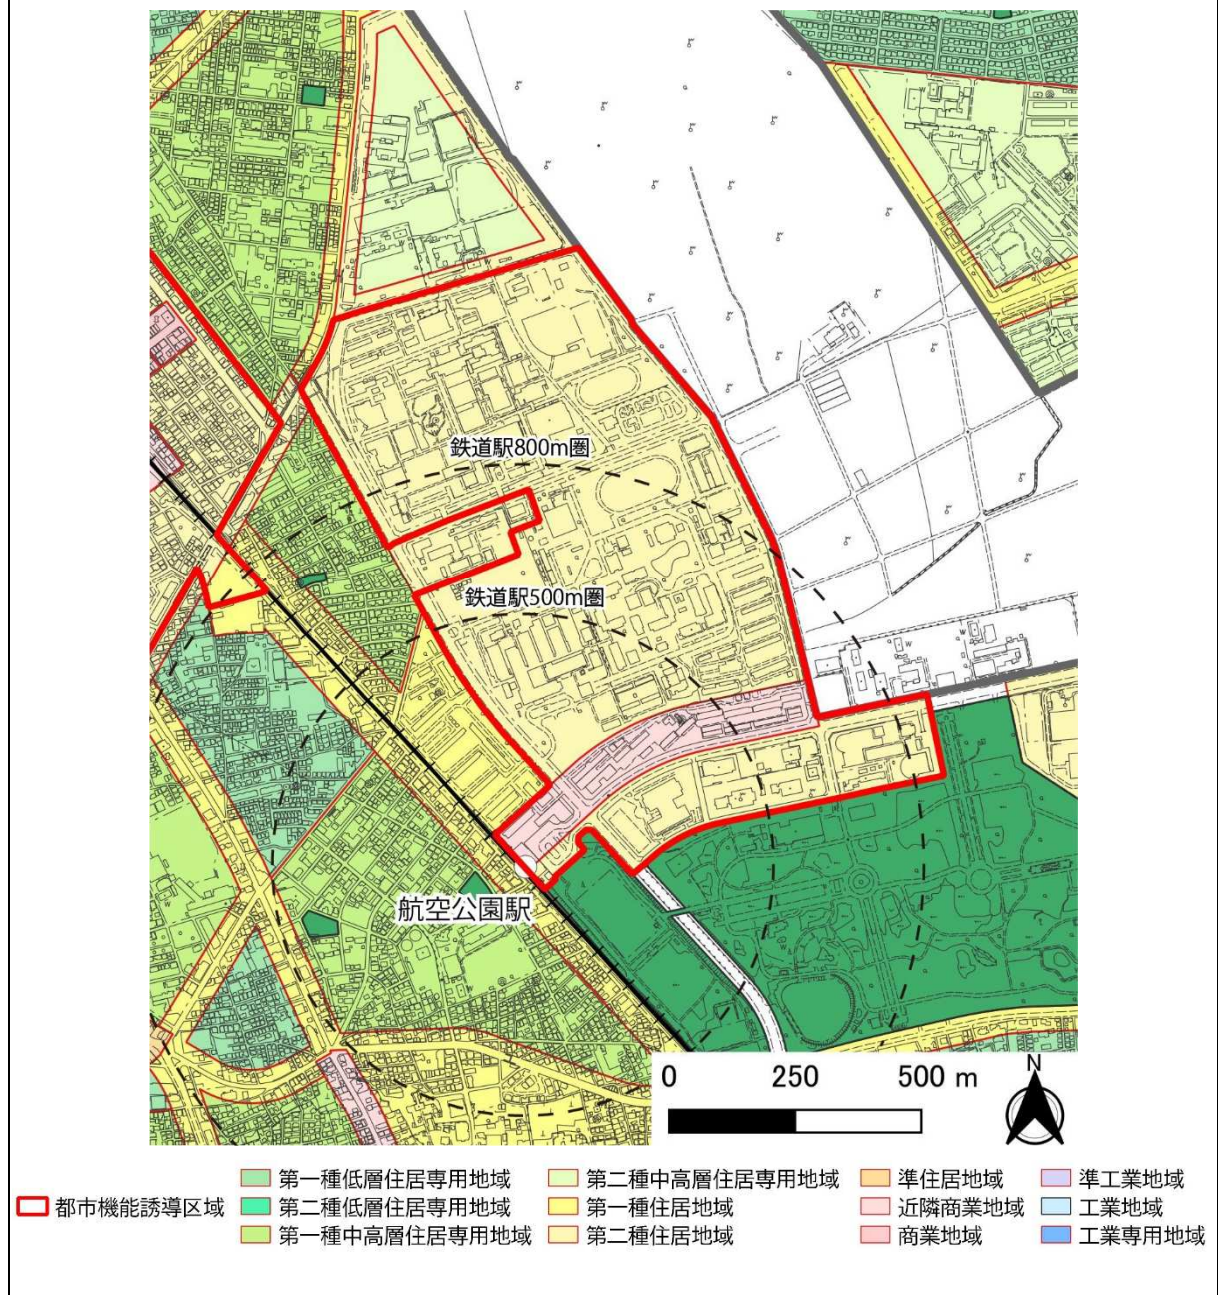 鉄道駅800m圏
鉄道駅500m圏
航空公園駅
0 250 500 m
N
都市機能誘導区域
第一種低層住居専用地域
第二種低層住居専用地域
第一種中高層住居専用地域
第二種中高層住居専用地域
第一種住居地域
第二種住居地域
準住居地域
近隣商業地域
商業地域
準工業地域
工業地域
工業専用地域